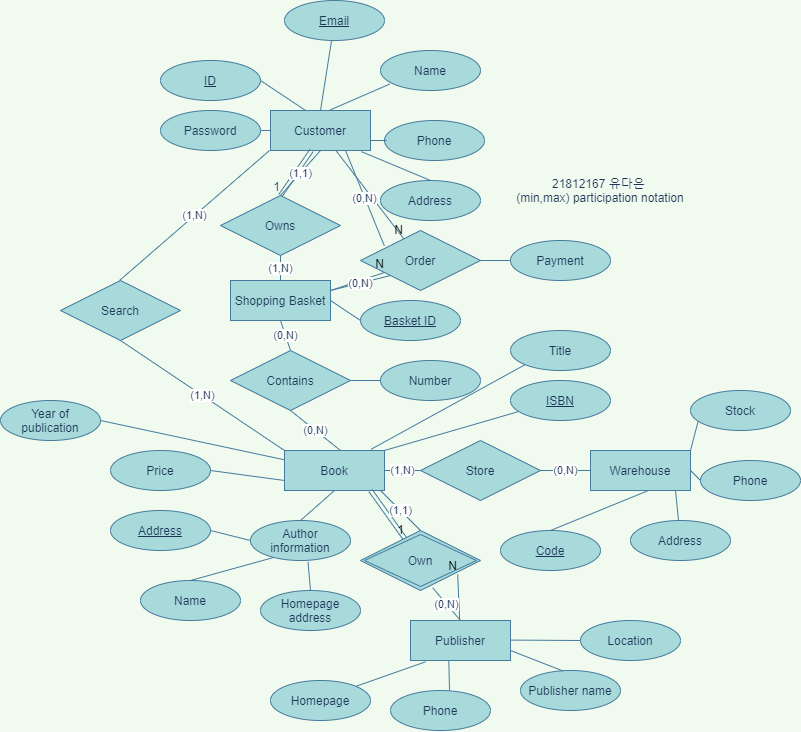 Email
Name
ID
Password
Customer
Phone
(1,1)
1
21812167 유다은
(min,max) participation notation
(0,N)
Address
(1,N)
Owns
N
Order
Payment
N
(1,N)
(0,N)
Shopping Basket
Search
Basket ID
(0,N)
Title
Contains
Number
(1,N)
ISBN
Stock
Year of
publication
(0,N)
Price
Book
(1,N)
Store
(0,N)
Warehouse
Phone
(1,1)
Address
1
Author
information
Address
Code
Own
N
Name
Homepage
address
(0,N)
Publisher
Location
Homepage
Phone
Publisher name